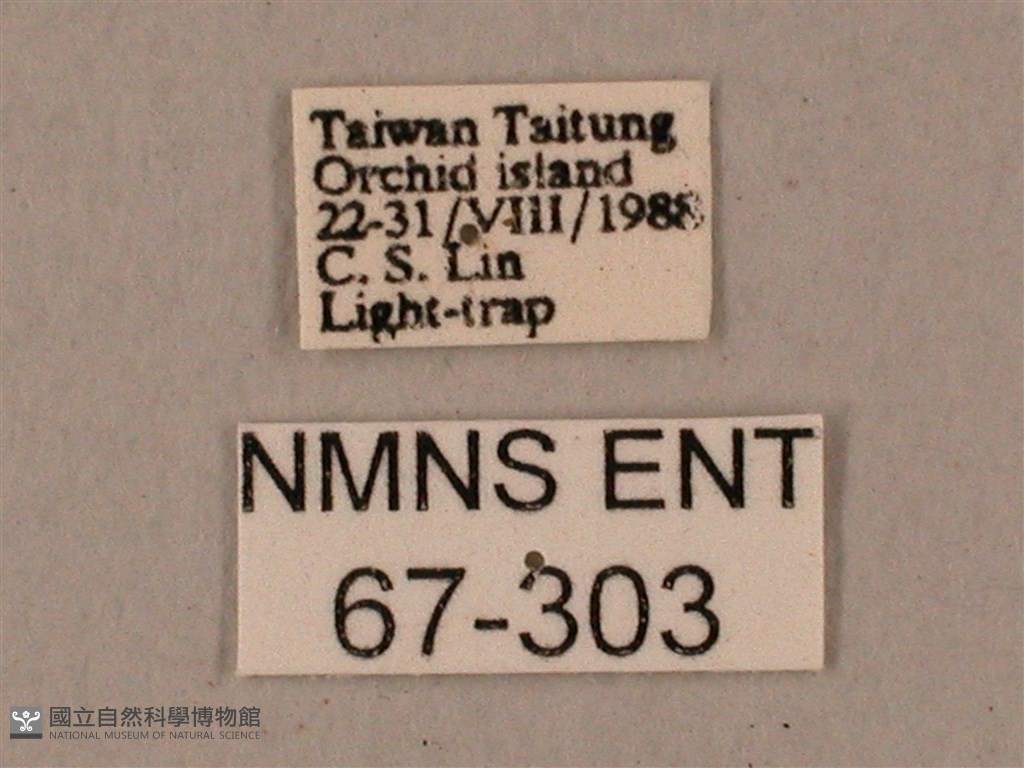 Taiwan Taitung
Orchid island
22-31/VIII/1988
C. S. Lin
Light-trap
NMNS ENT
67-303
國立自然科學博物館
NATIONAL MUSEUM OF NATURAL SCIENCE